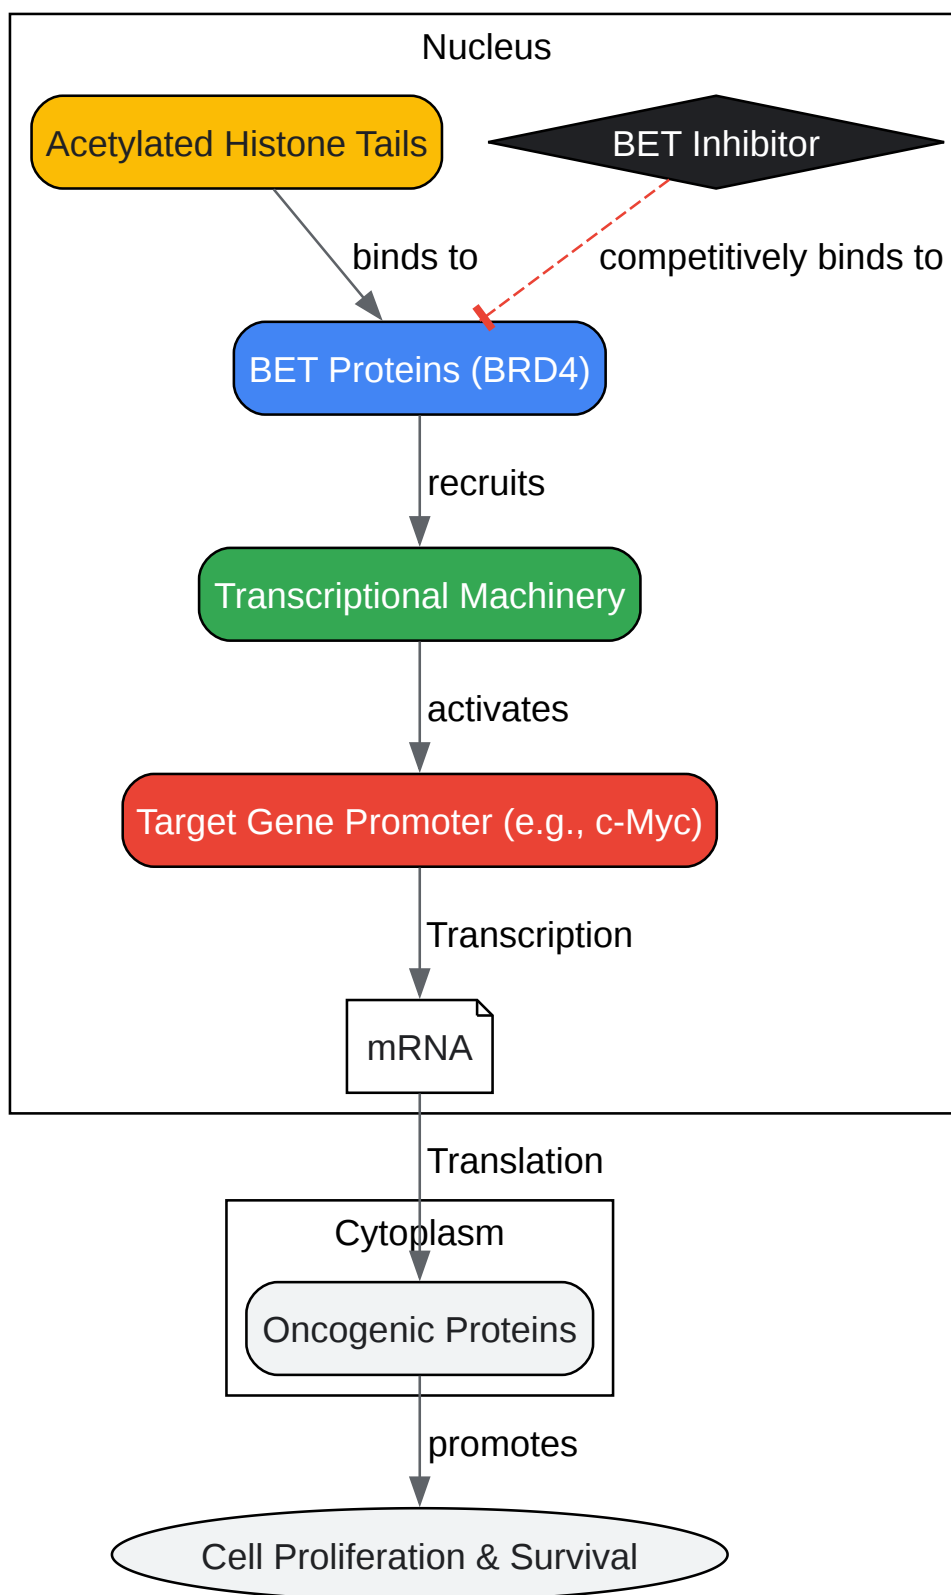 Nucleus
Acetylated Histone Tails
BET Inhibitor
binds to
competitively binds to
BET Proteins (BRD4)
recruits
Transcriptional Machinery
activates
Target Gene Promoter (e.g., c-Myc)
Transcription
mRNA
Translation
Cytoplasm
Oncogenic Proteins
promotes
Cell Proliferation & Survival